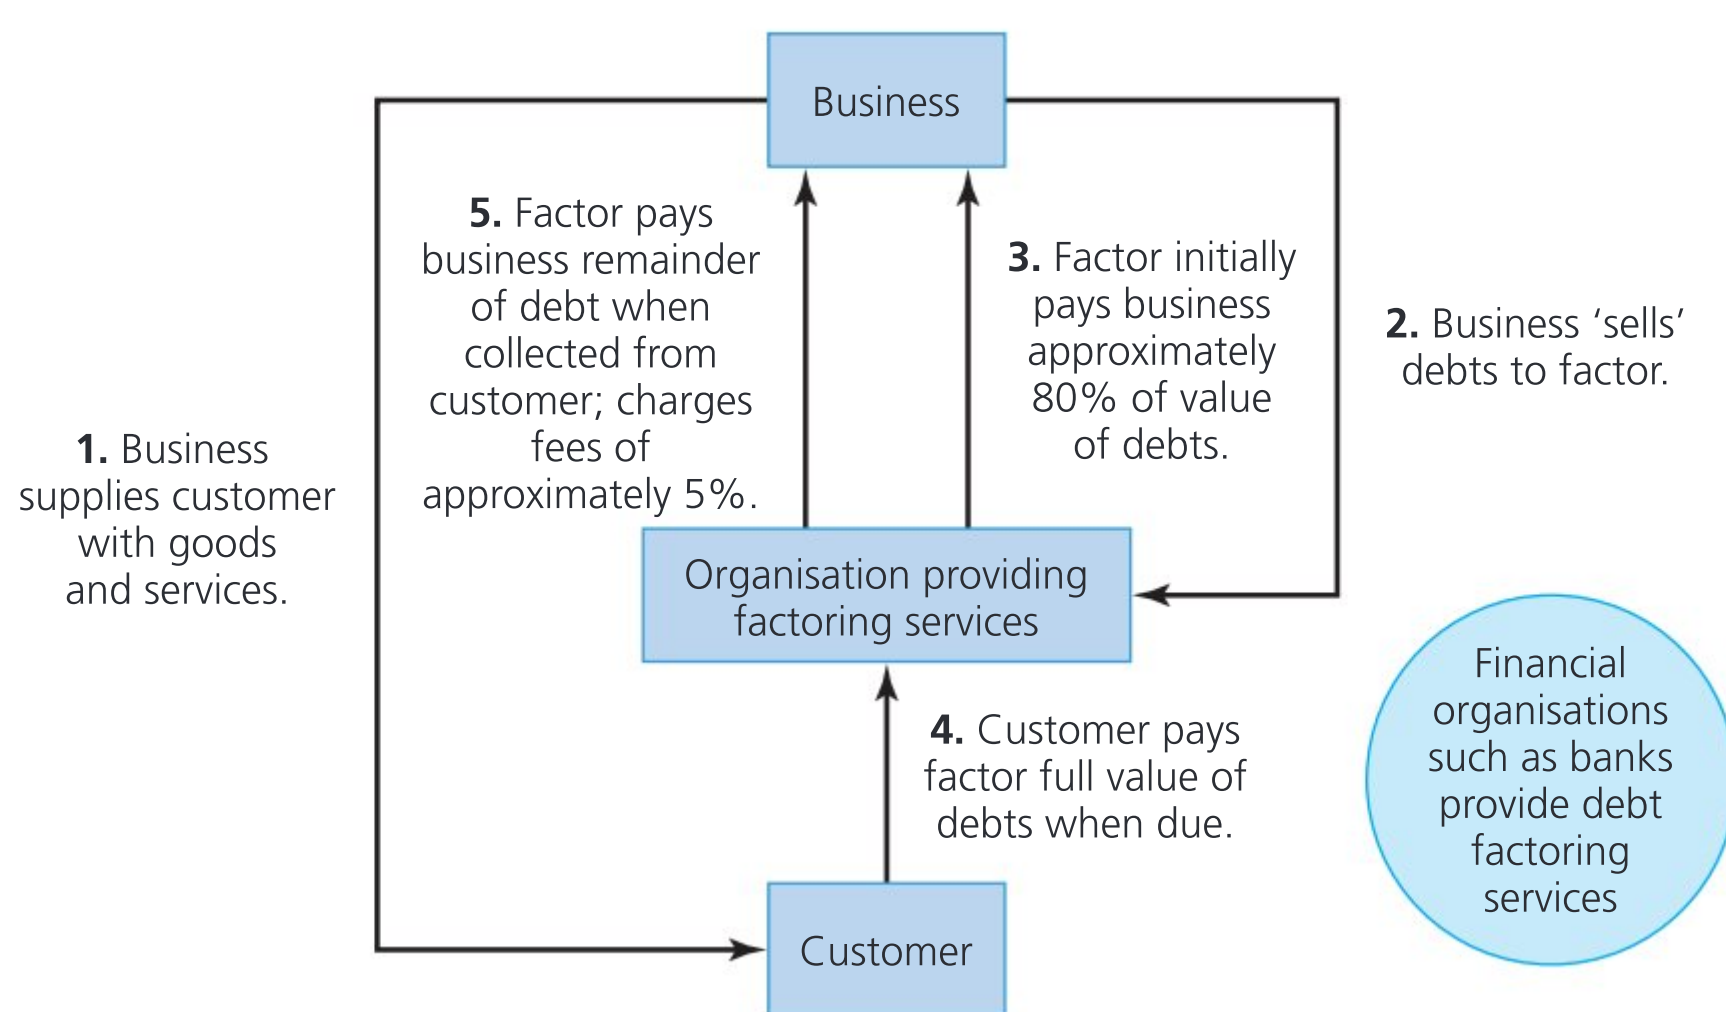 Business
5. Factor pays
business remainder
of debt when
collected from
customer; charges
fees of
approximately 5%.
3. Factor initially
pays business
approximately
80% of value
of debts.
2. Business ‘sells’
debts to factor.
1. Business
supplies customer
with goods
and services.
Organisation providing
factoring services
4. Customer pays
factor full value of
debts when due.
Financial
organisations
such as banks
provide debt
factoring
services
Customer